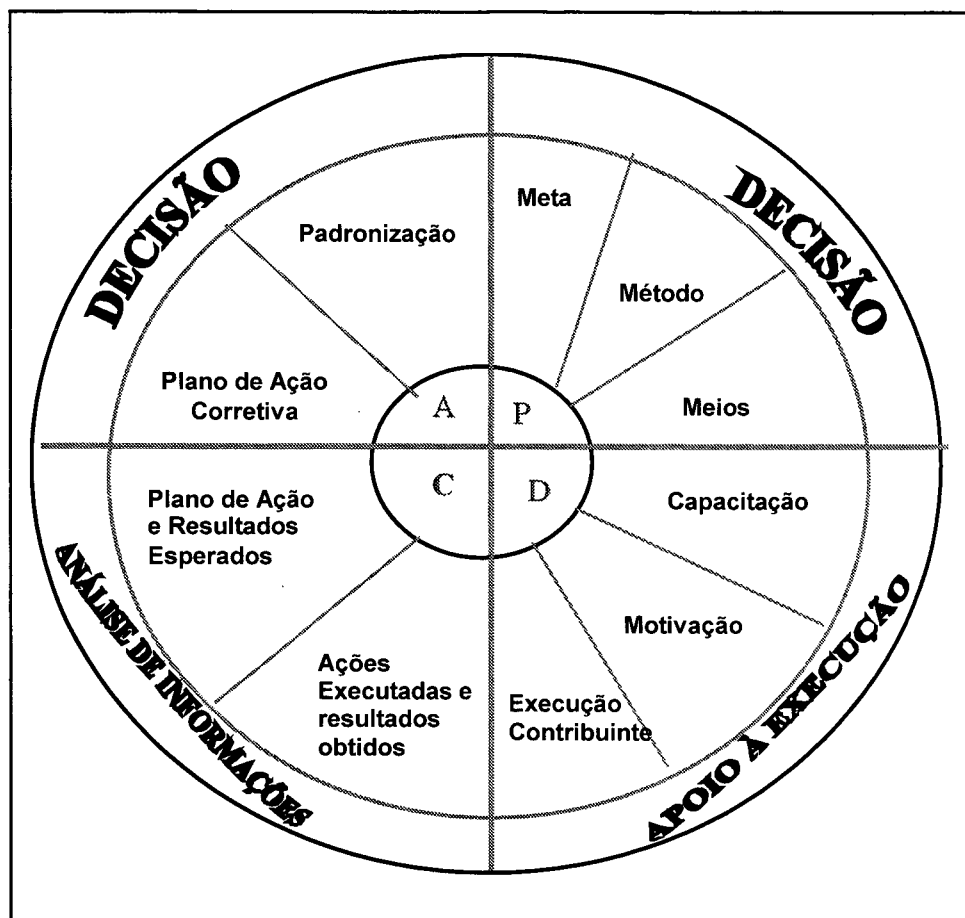 DECISÃO
DECISÃO
Padronização
Meta
Método
Plano de Ação
Corretiva
Meios
A
P
C
D
Plano de Ação
e Resultados
Esperados
Capacitação
Motivação
Ações
Executadas e
resultados
obtidos
Execução
Contribuinte
ANÁLISE DE INFORMAÇÕES
APOIO À EXECUÇÃO